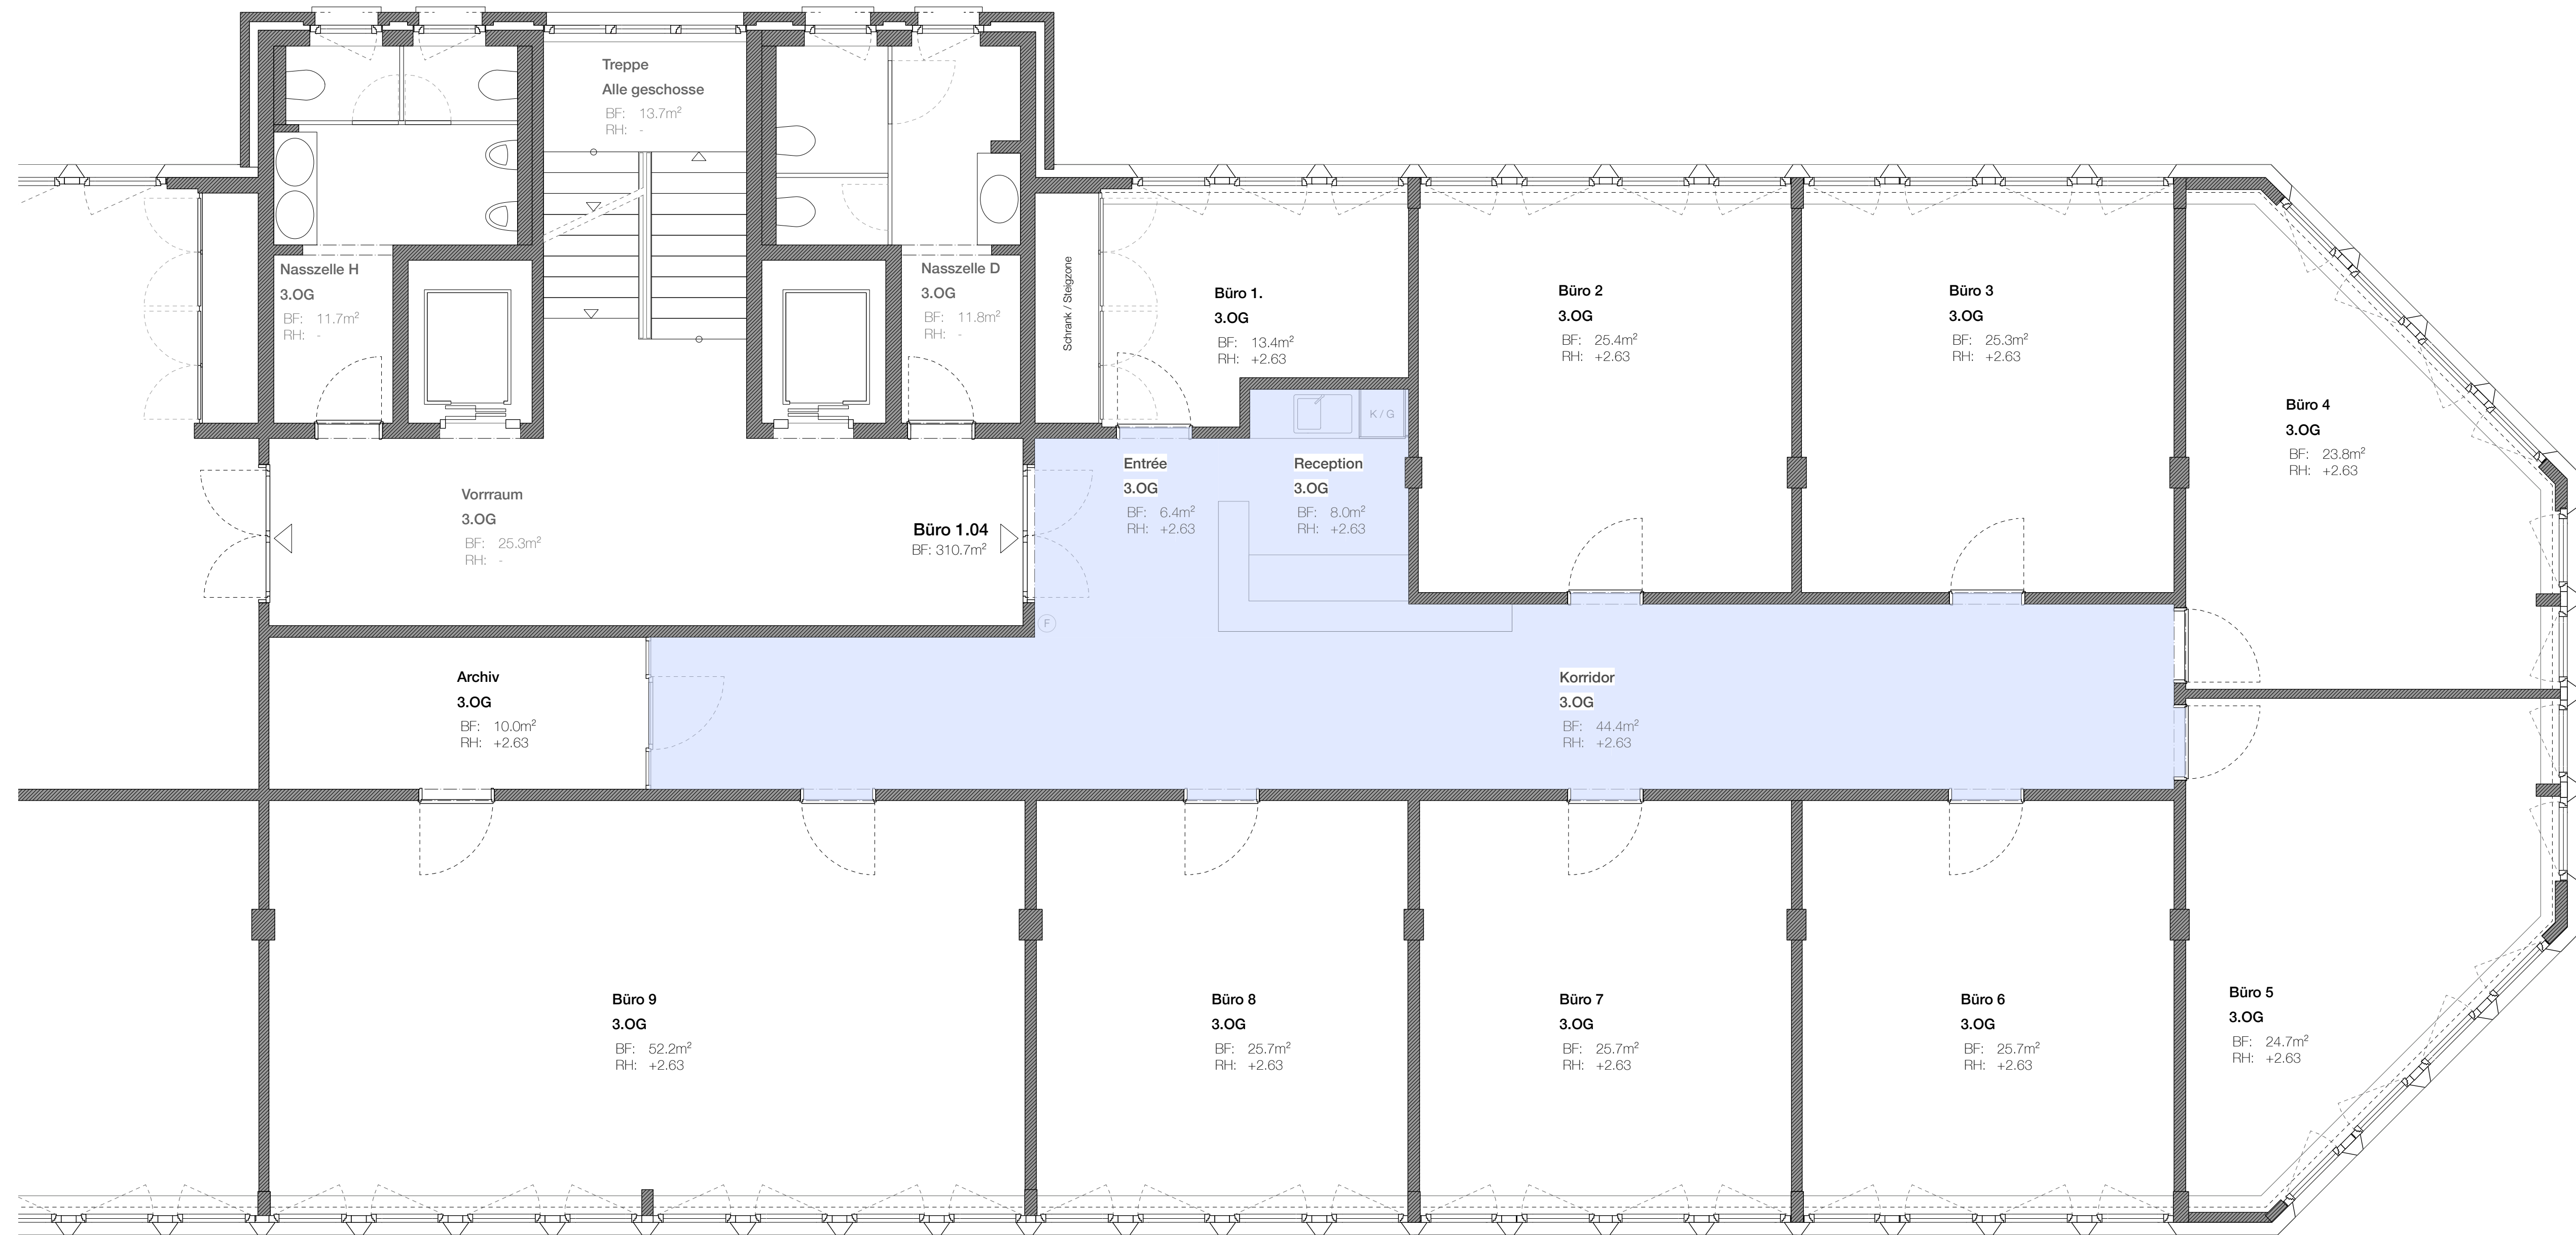 Treppe
Alle geschosse
BF: 13.7m²
RH: -
Nasszelle H
3.OG
BF: 11.7m²
RH: -
Nasszelle D
3.OG
BF: 11.8m²
RH: -
Schrank / Steigzone
Büro 1.
3.OG
BF: 13.4m²
RH: +2.63
Büro 2
3.OG
BF: 25.4m²
RH: +2.63
Büro 3
3.OG
BF: 25.3m²
RH: +2.63
Büro 4
3.OG
BF: 23.8m²
RH: +2.63
K / G
Vorrraum
3.OG
BF: 25.3m²
RH: -
Büro 1.04
BF: 310.7m²
Entrée
3.OG
BF: 6.4m²
RH: +2.63
Reception
3.OG
BF: 8.0m²
RH: +2.63
F
Archiv
3.OG
BF: 10.0m²
RH: +2.63
Korridor
3.OG
BF: 44.4m²
RH: +2.63
Büro 9
3.OG
BF: 52.2m²
RH: +2.63
Büro 8
3.OG
BF: 25.7m²
RH: +2.63
Büro 7
3.OG
BF: 25.7m²
RH: +2.63
Büro 6
3.OG
BF: 25.7m²
RH: +2.63
Büro 5
3.OG
BF: 24.7m²
RH: +2.63